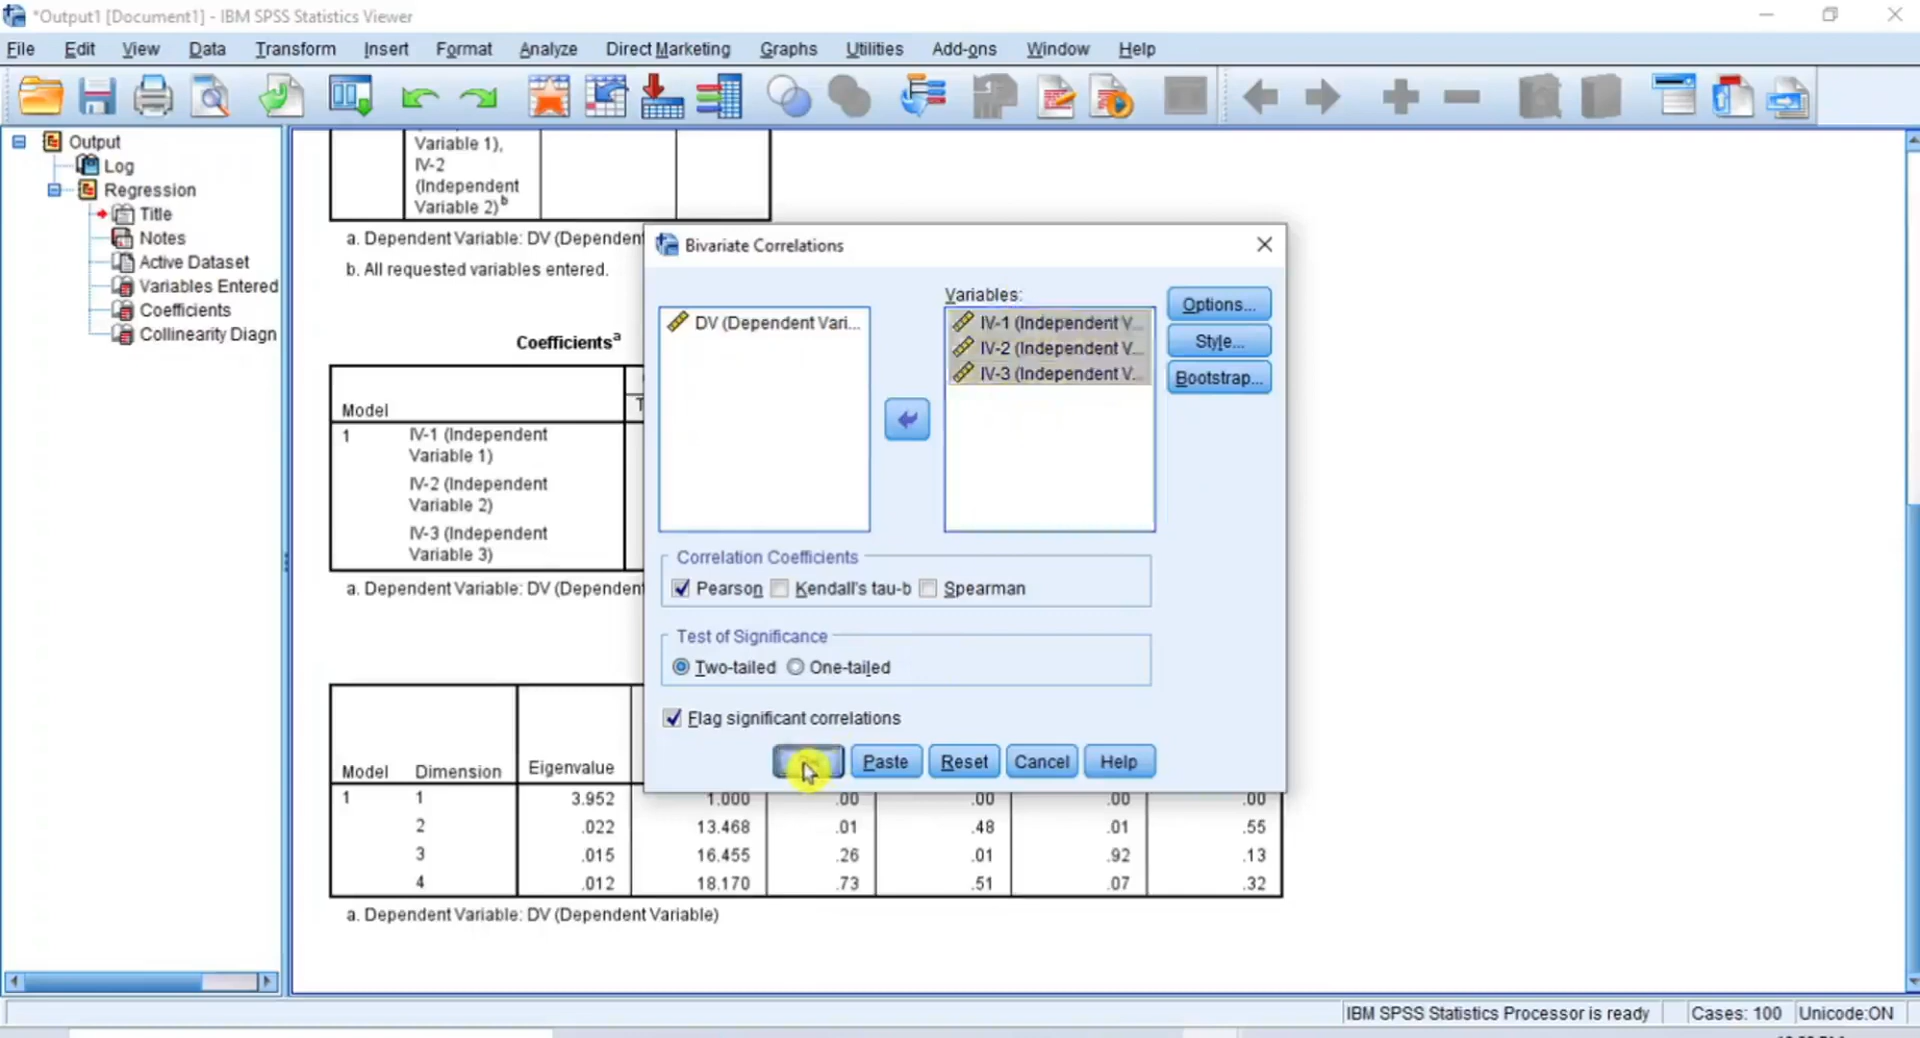 *Output1 [Document1] - IBM SPSS Statistics Viewer
File Edit View Data Transform Insert Format Analyze Direct Marketing Graphs Utilities Add-ons Window Help
Output
Log
Regression
Title
Notes
Active Dataset
Variables Entered
Coefficients
Collinearity Diagn
Variable 1),
IV-2
(Independent
Variable 2)b
a. Dependent Variable: DV (Dependent
b. All requested variables entered.
Coefficientsa
Model
1 IV-1 (Independent
Variable 1)
IV-2 (Independent
Variable 2)
IV-3 (Independent
Variable 3)
a. Dependent Variable: DV (Dependent
Bivariate Correlations
Variables:
DV (Dependent Vari...
IV-1 (Independent V...
IV-2 (Independent V...
IV-3 (Independent V...
Options...
Style...
Bootstrap...
Correlation Coefficients
Pearson Kendall's tau-b Spearman
Test of Significance
Two-tailed One-tailed
Flag significant correlations
Paste Reset Cancel Help
Model Dimension Eigenvalue
1 1 3.952 1.000 .00 .00 .00 .00
2 .022 13.468 .01 .48 .01 .55
3 .015 16.455 .26 .01 .92 .13
4 .012 18.170 .73 .51 .07 .32
a. Dependent Variable: DV (Dependent Variable)
IBM SPSS Statistics Processor is ready Cases: 100 Unicode:ON